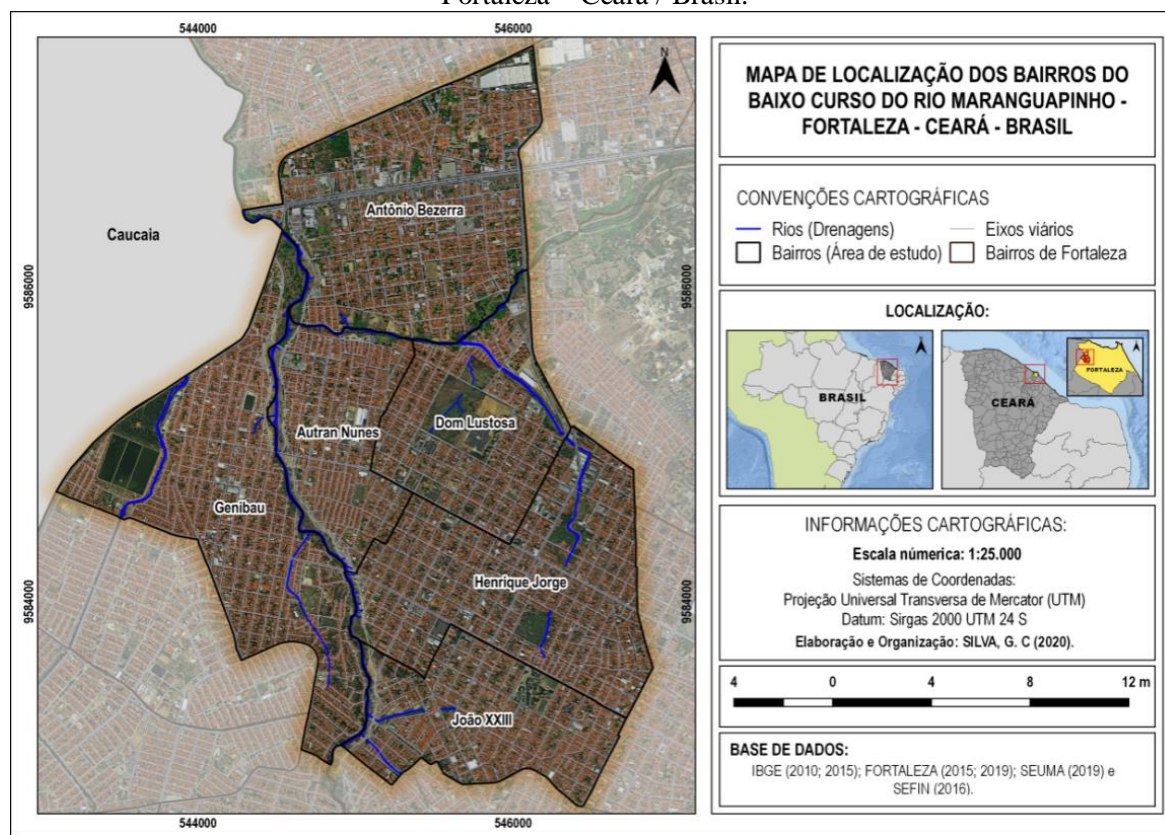 Fortaleza – Ceará / Brasil.
544000
546000
N
MAPA DE LOCALIZAÇÃO DOS BAIRROS DO
BAIXO CURSO DO RIO MARANGUAPINHO -
FORTALEZA - CEARÁ - BRASIL
CONVENÇÕES CARTOGRÁFICAS
Rios (Drenagens)
Eixos viários
Bairros (Área de estudo)
Bairros de Fortaleza
Caucaia
Antônio Bezerra
9586000
9586000
Autran Nunes
Dom Lustosa
Genibau
Henrique Jorge
9584000
9584000
João XXIII
544000
546000
LOCALIZAÇÃO:
BRASIL
CEARÁ
FORTALEZA
INFORMAÇÕES CARTOGRÁFICAS:
Escala númerica: 1:25.000
Sistemas de Coordenadas:
Projeção Universal Transversa de Mercator (UTM)
Datum: Sirgas 2000 UTM 24 S
Elaboração e Organização: SILVA, G. C (2020).
4 0 4 8 12 m
BASE DE DADOS:
IBGE (2010; 2015); FORTALEZA (2015; 2019); SEUMA (2019) e
SEFIN (2016).